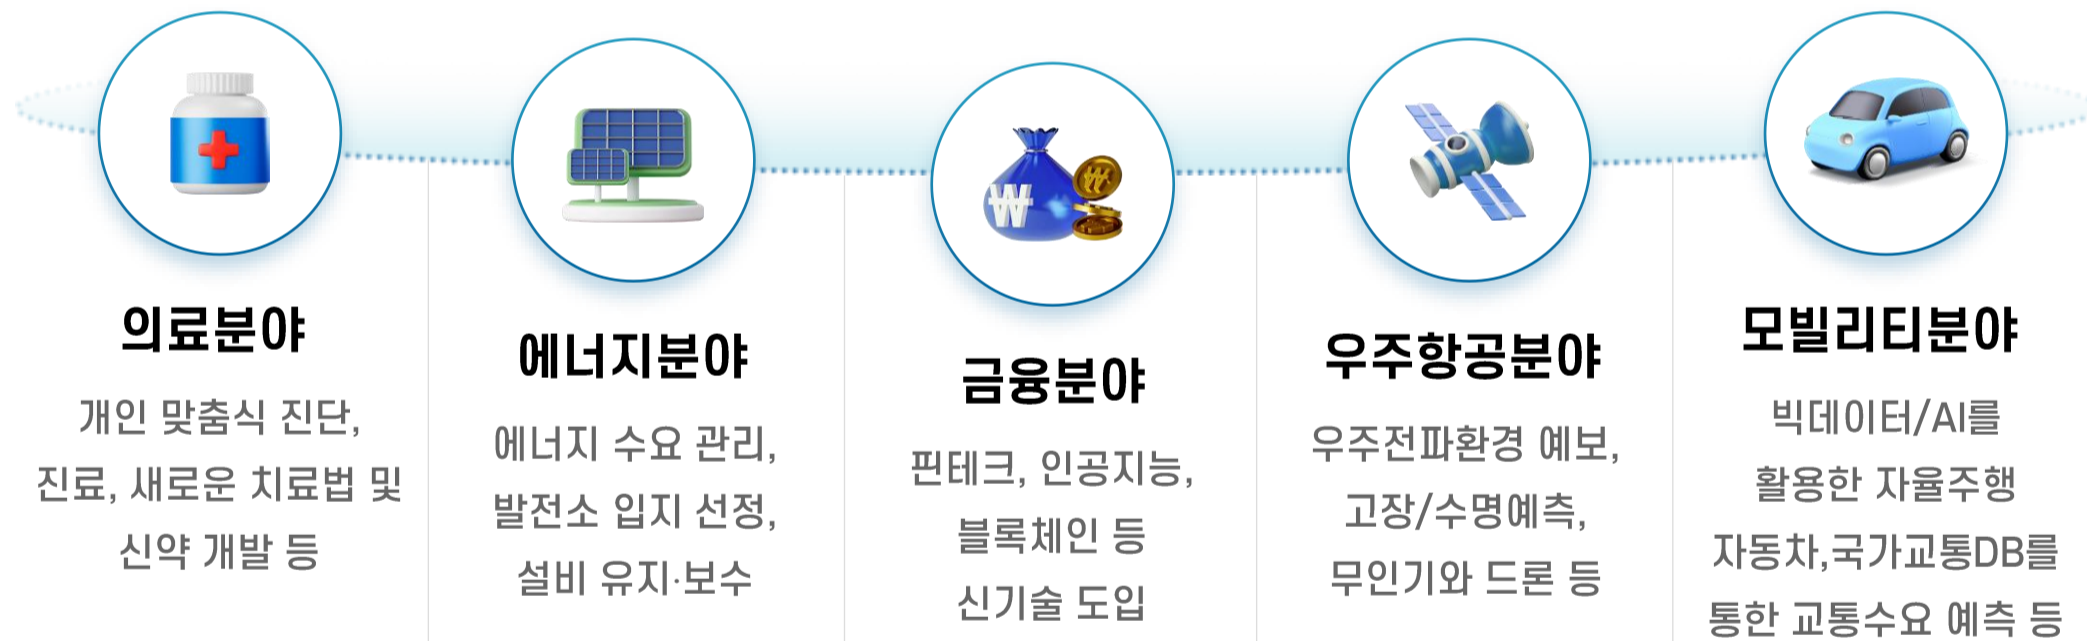 의료분야
개인 맞춤식 진단,
진료, 새로운 치료법 및
신약 개발 등
에너지분야
에너지 수요 관리,
발전소 입지 선정,
설비 유지·보수
₩
₩
금융분야
핀테크, 인공지능,
블록체인 등
신기술 도입
우주항공분야
우주전파환경 예보,
고장/수명예측,
무인기와 드론 등
모빌리티분야
빅데이터/AI를
활용한 자율주행
자동차,국가교통DB를
통한 교통수요 예측 등